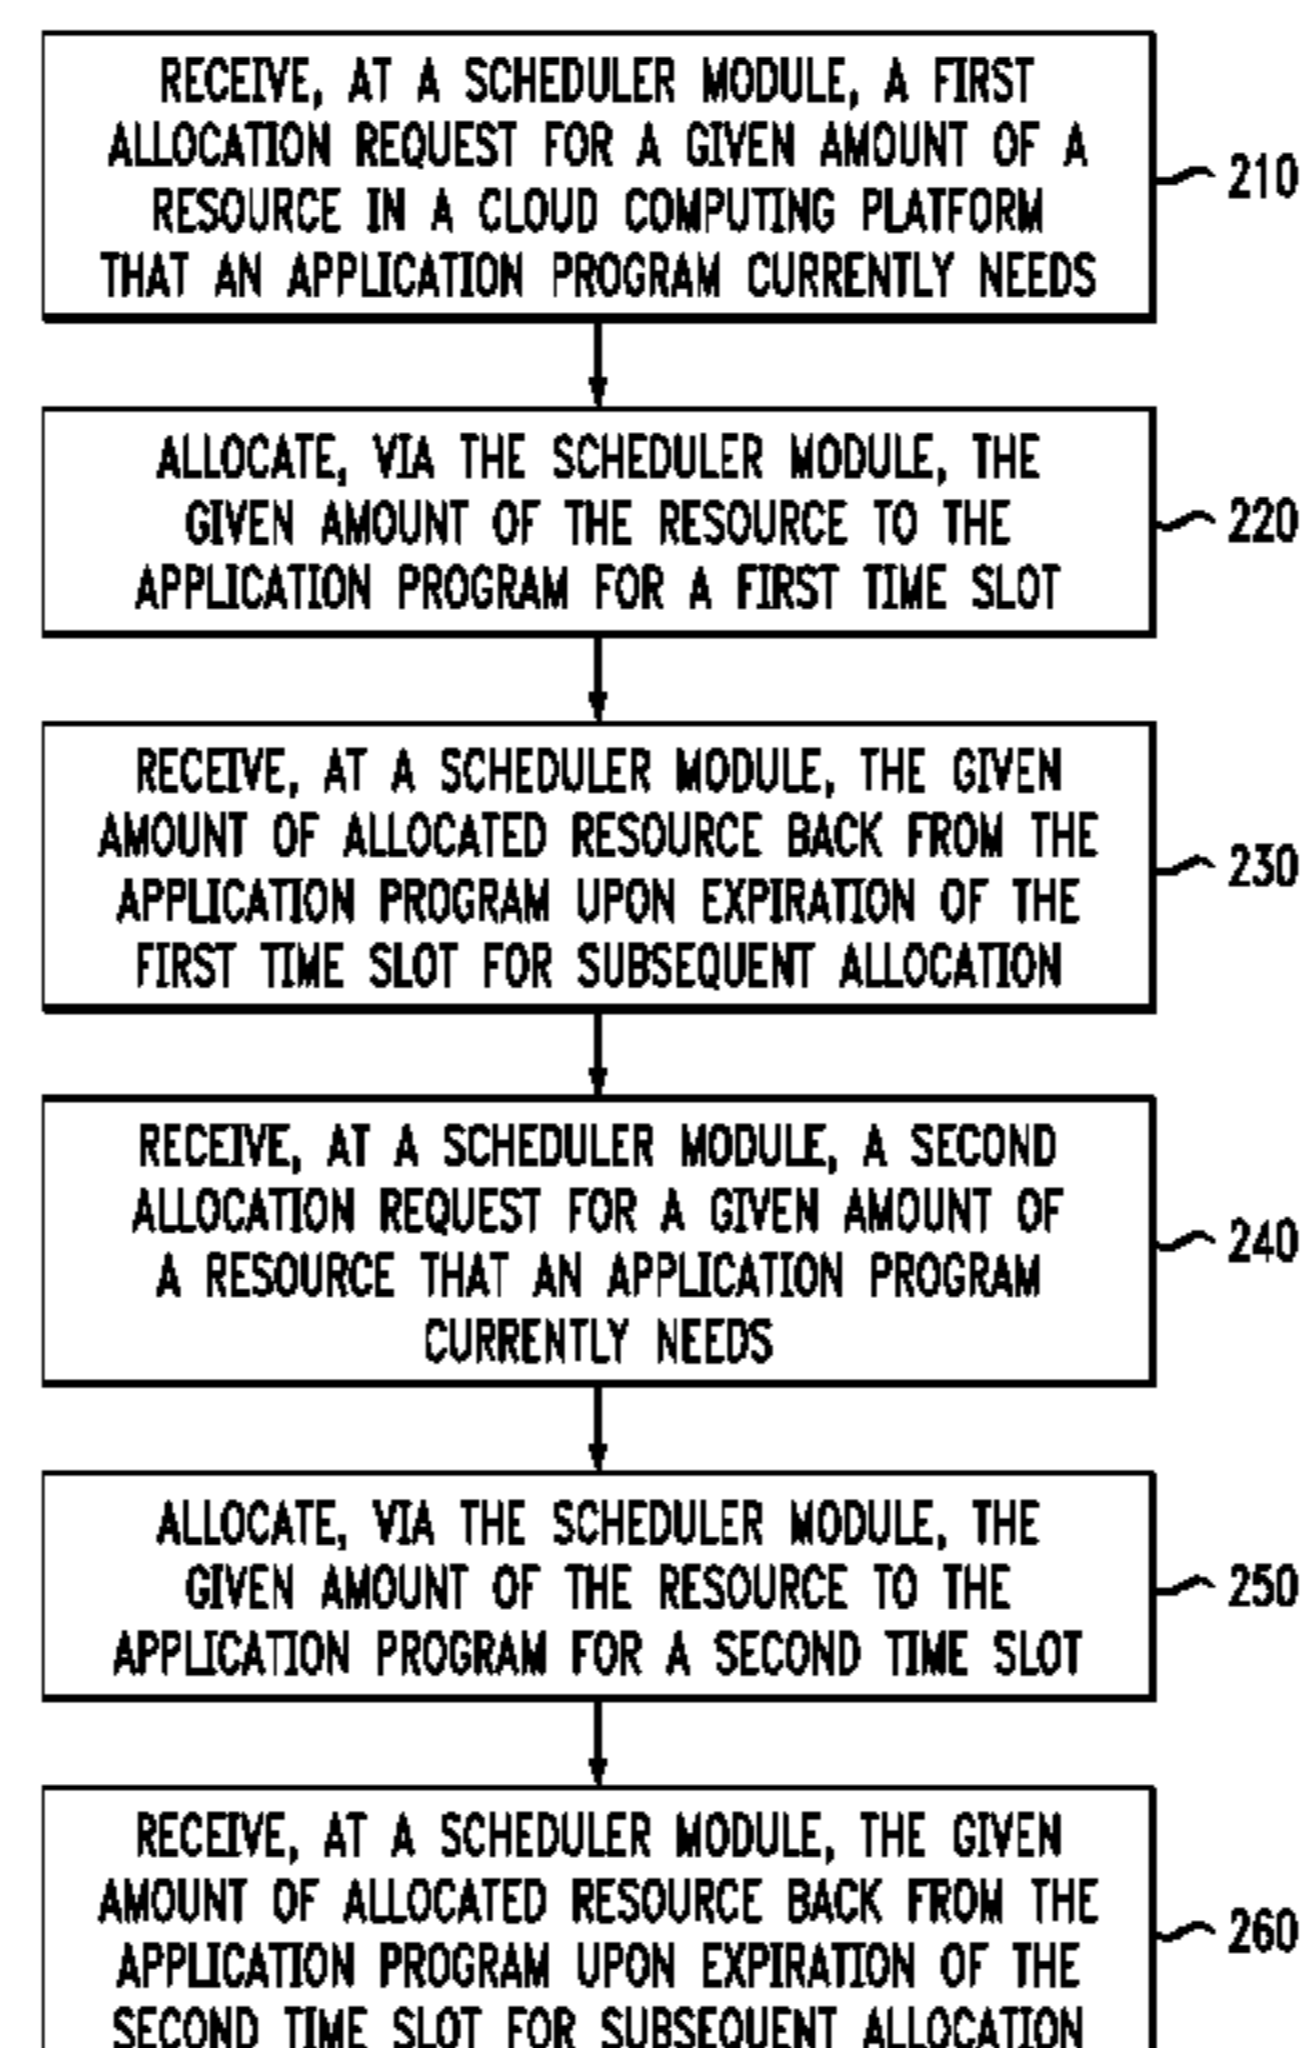 RECEIVE, AT A SCHEDULER MODULE, A FIRST
ALLOCATION REQUEST FOR A GIVEN AMOUNT OF A
RESOURCE IN A CLOUD COMPUTING PLATFORM
THAT AN APPLICATION PROGRAM CURRENTLY NEEDS
210
ALLOCATE, VIA THE SCHEDULER MODULE, THE
GIVEN AMOUNT OF THE RESOURCE TO THE
APPLICATION PROGRAM FOR A FIRST TIME SLOT
220
RECEIVE, AT A SCHEDULER MODULE, THE GIVEN
AMOUNT OF ALLOCATED RESOURCE BACK FROM THE
APPLICATION PROGRAM UPON EXPIRATION OF THE
FIRST TIME SLOT FOR SUBSEQUENT ALLOCATION
230
RECEIVE, AT A SCHEDULER MODULE, A SECOND
ALLOCATION REQUEST FOR A GIVEN AMOUNT OF
A RESOURCE THAT AN APPLICATION PROGRAM
CURRENTLY NEEDS
240
ALLOCATE, VIA THE SCHEDULER MODULE, THE
GIVEN AMOUNT OF THE RESOURCE TO THE
APPLICATION PROGRAM FOR A SECOND TIME SLOT
250
RECEIVE, AT A SCHEDULER MODULE, THE GIVEN
AMOUNT OF ALLOCATED RESOURCE BACK FROM THE
APPLICATION PROGRAM UPON EXPIRATION OF THE
SECOND TIME SLOT FOR SUBSEQUENT ALLOCATION
260